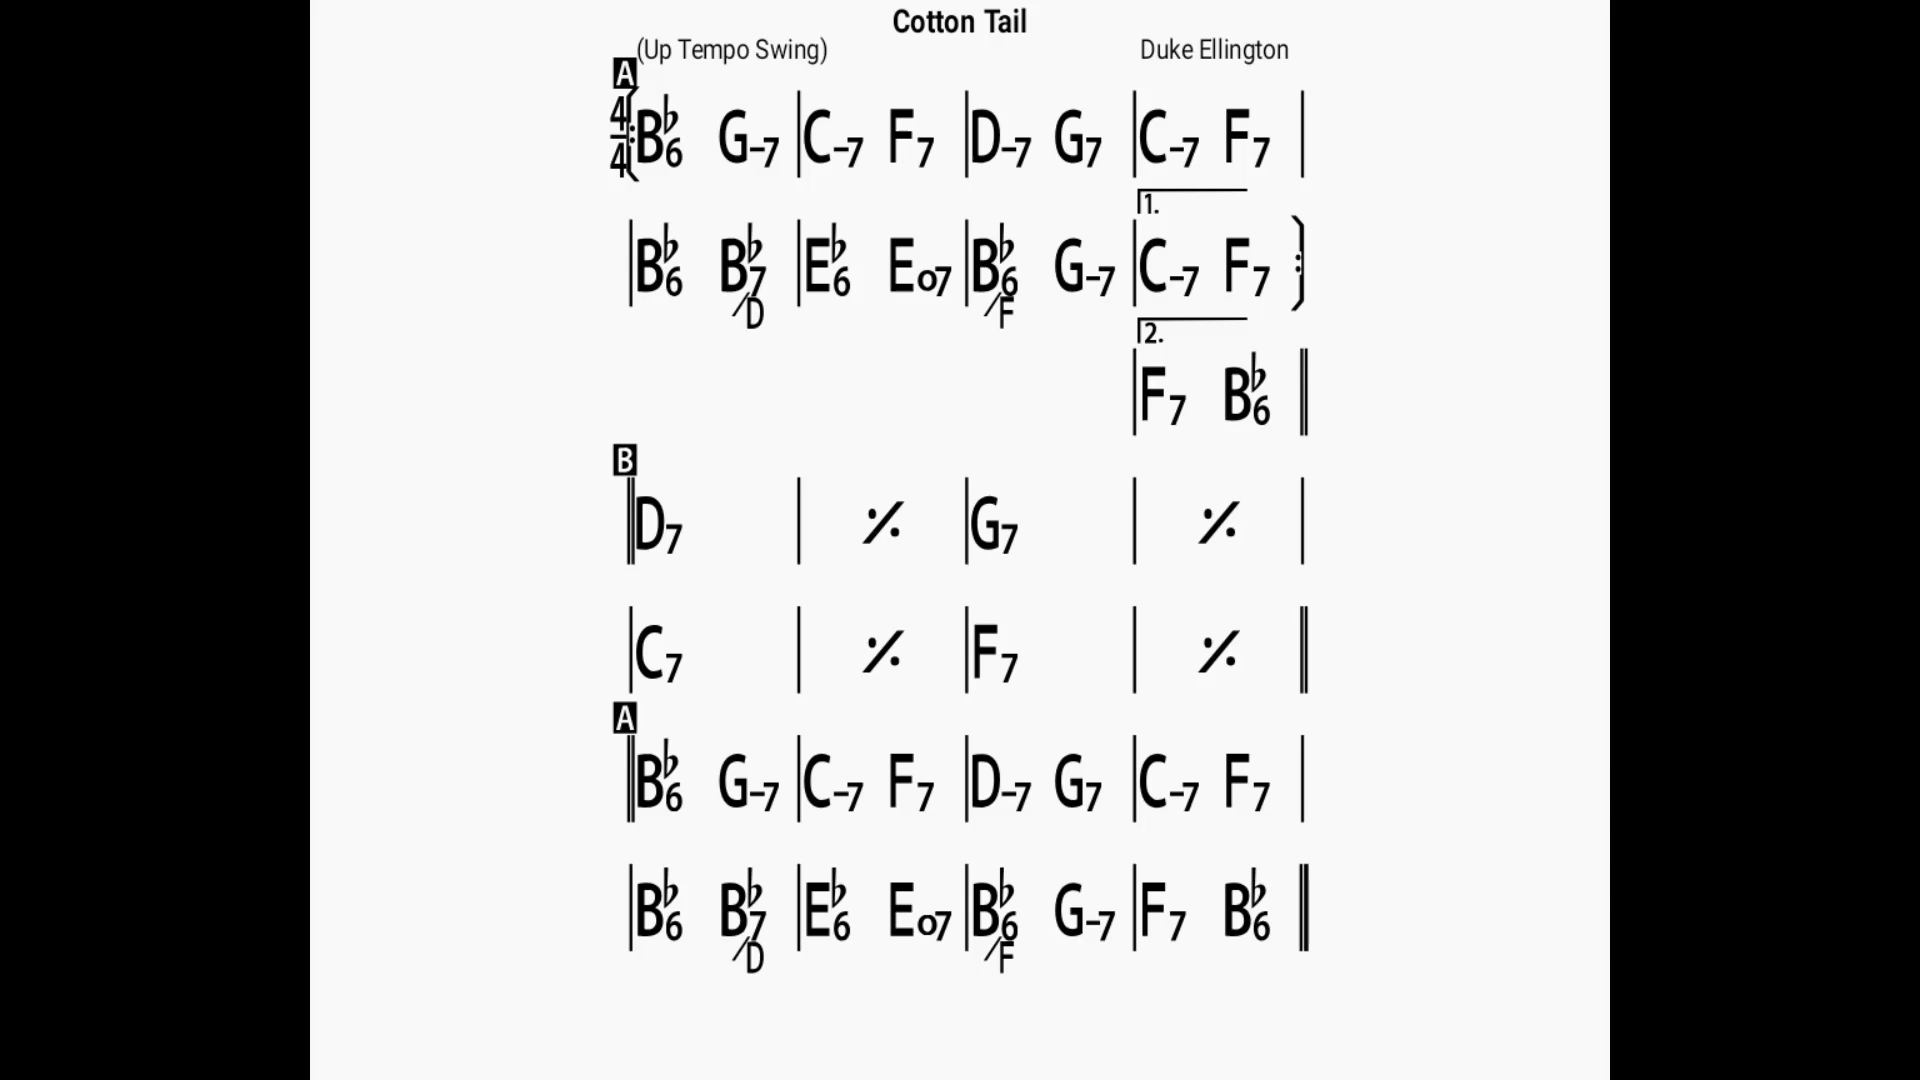 Cotton Tail
(Up Tempo Swing) Duke Ellington
A
4/4 B♭6 G-7 C-7 F7 D-7 G7 C-7 F7
1.
B♭6 B♭7/D E♭6 Eo7 B♭6/F G-7 C-7 F7
2.
F7 B♭6
B
D7 𝄎 G7 𝄎
C7 𝄎 F7 𝄎
A
B♭6 G-7 C-7 F7 D-7 G7 C-7 F7
B♭6 B♭7/D E♭6 Eo7 B♭6/F G-7 F7 B♭6